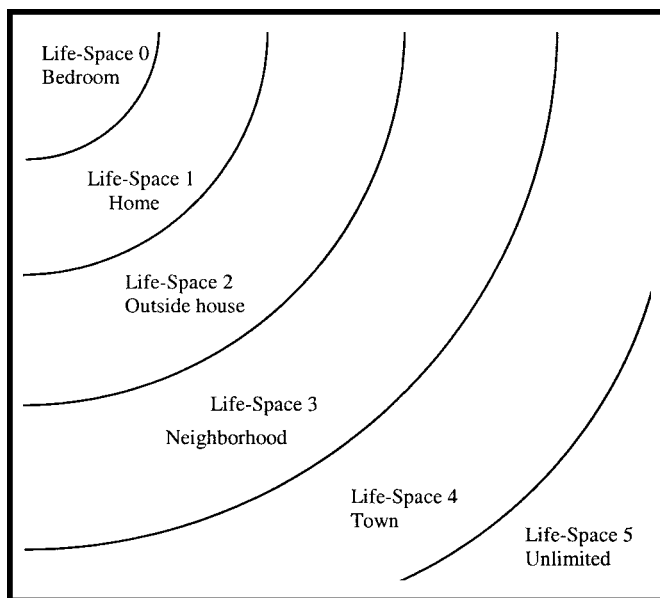 Life-Space 0
Bedroom
Life-Space 1
Home
Life-Space 2
Outside house
Life-Space 3
Neighborhood
Life-Space 4
Town
Life-Space 5
Unlimited